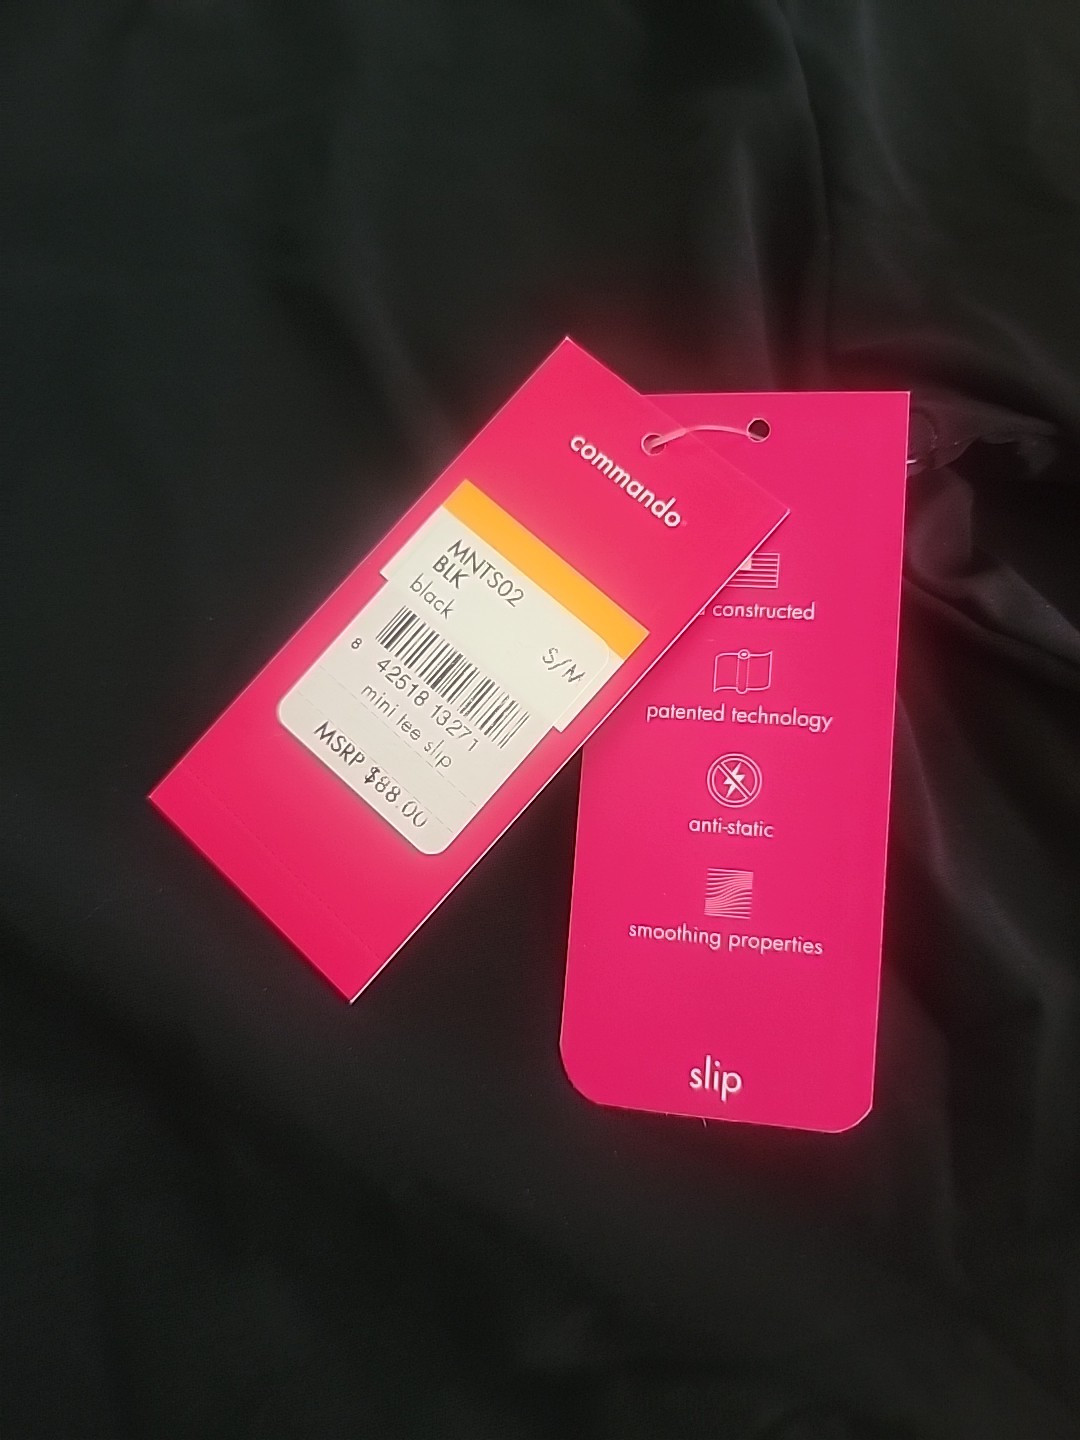 commando
MNTS02
BLK
black
S/M
8 42518 13271
mini tee slip
MSRP $88.00
constructed
patented technology
anti-static
smoothing properties
slip